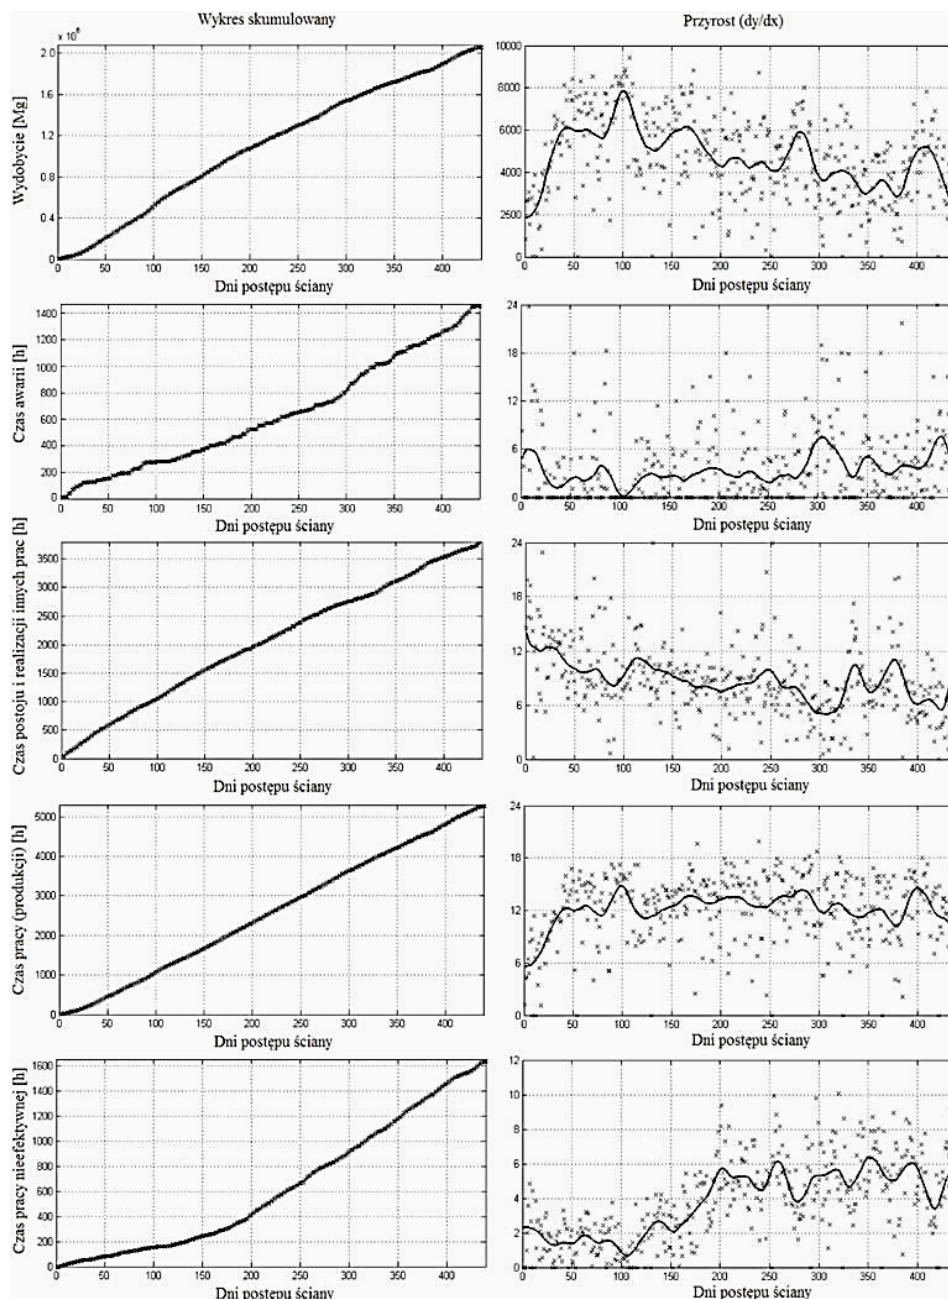 Wykres skumulowany
Przyrost (dy/dx)
× 10⁶
Wydobycie [Mg]
2.0
1.6
1.2
0.8
0.4
0
0 50 100 150 200 250 300 350 400
Dni postępu ściany
10000
8000
6000
4000
2500
0
0 50 100 150 200 250 300 350 400
Dni postępu ściany
Czas awarii [h]
1400
1200
1000
800
600
400
200
0
0 50 100 150 200 250 300 350 400
Dni postępu ściany
24
18
12
6
0
0 50 100 150 200 250 300 350 400
Dni postępu ściany
Czas postoju i realizacji innych prac [h]
3500
3000
2500
2000
1500
1000
500
0
0 50 100 150 200 250 300 350 400
Dni postępu ściany
24
18
12
6
0
0 50 100 150 200 250 300 350 400
Dni postępu ściany
Czas pracy (produkcji) [h]
5000
4000
3000
2000
1000
0
0 50 100 150 200 250 300 350 400
Dni postępu ściany
24
18
12
6
0
0 50 100 150 200 250 300 350 400
Dni postępu ściany
Czas pracy nieefektywnej [h]
1600
1400
1200
1000
800
600
400
200
0
0 50 100 150 200 250 300 350 400
Dni postępu ściany
12
10
8
6
4
2
0
0 50 100 150 200 250 300 350 400
Dni postępu ściany